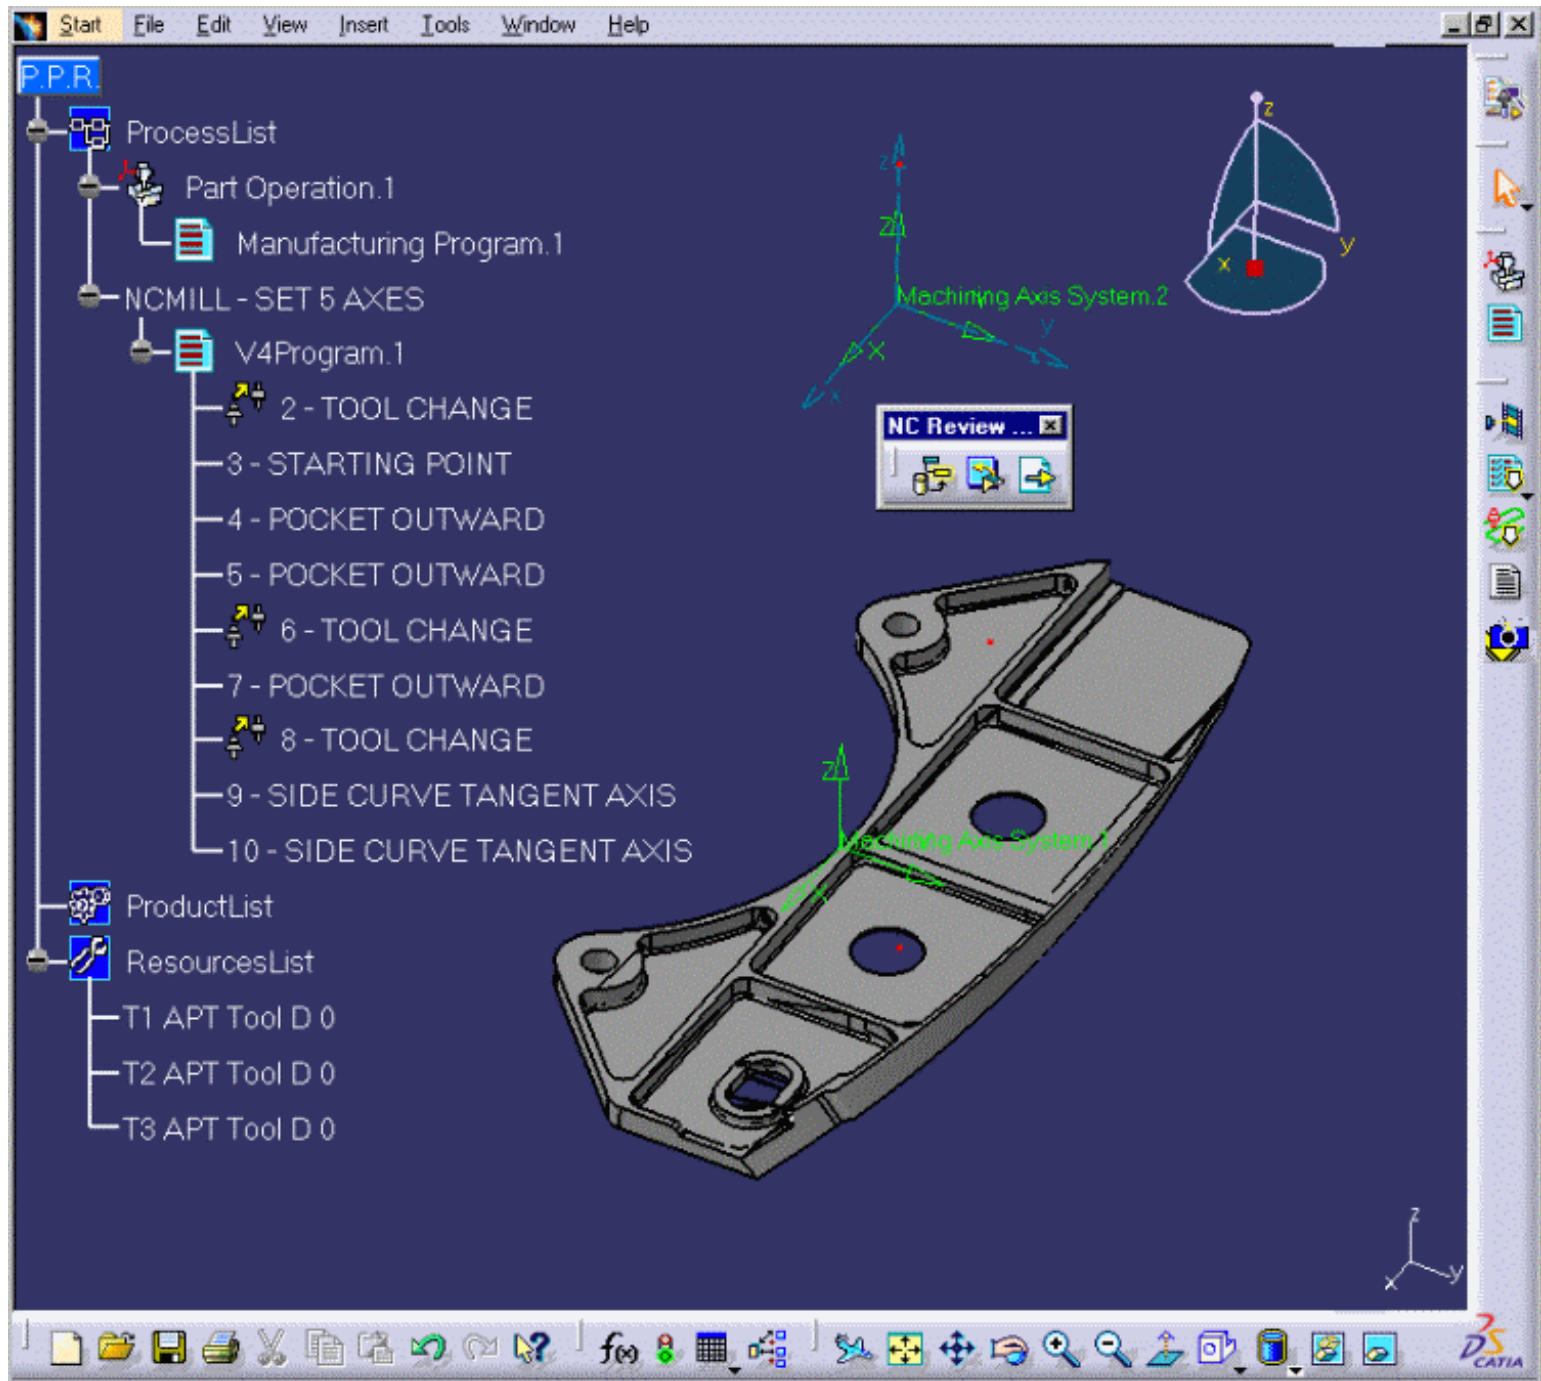 Start File Edit View Insert Tools Window Help
P.P.R.
ProcessList
Part Operation.1
Manufacturing Program.1
NCMILL - SET 5 AXES
V4Program.1
2 - TOOL CHANGE
3 - STARTING POINT
4 - POCKET OUTWARD
5 - POCKET OUTWARD
6 - TOOL CHANGE
7 - POCKET OUTWARD
8 - TOOL CHANGE
9 - SIDE CURVE TANGENT AXIS
10 - SIDE CURVE TANGENT AXIS
ProductList
ResourcesList
T1 APT Tool D 0
T2 APT Tool D 0
T3 APT Tool D 0
z
y
x
z
Z
Machining Axis System.2
y
X
x
NC Review ...
Z
Machining Axis System.1
X
z
y
x
f(x)
CATIA